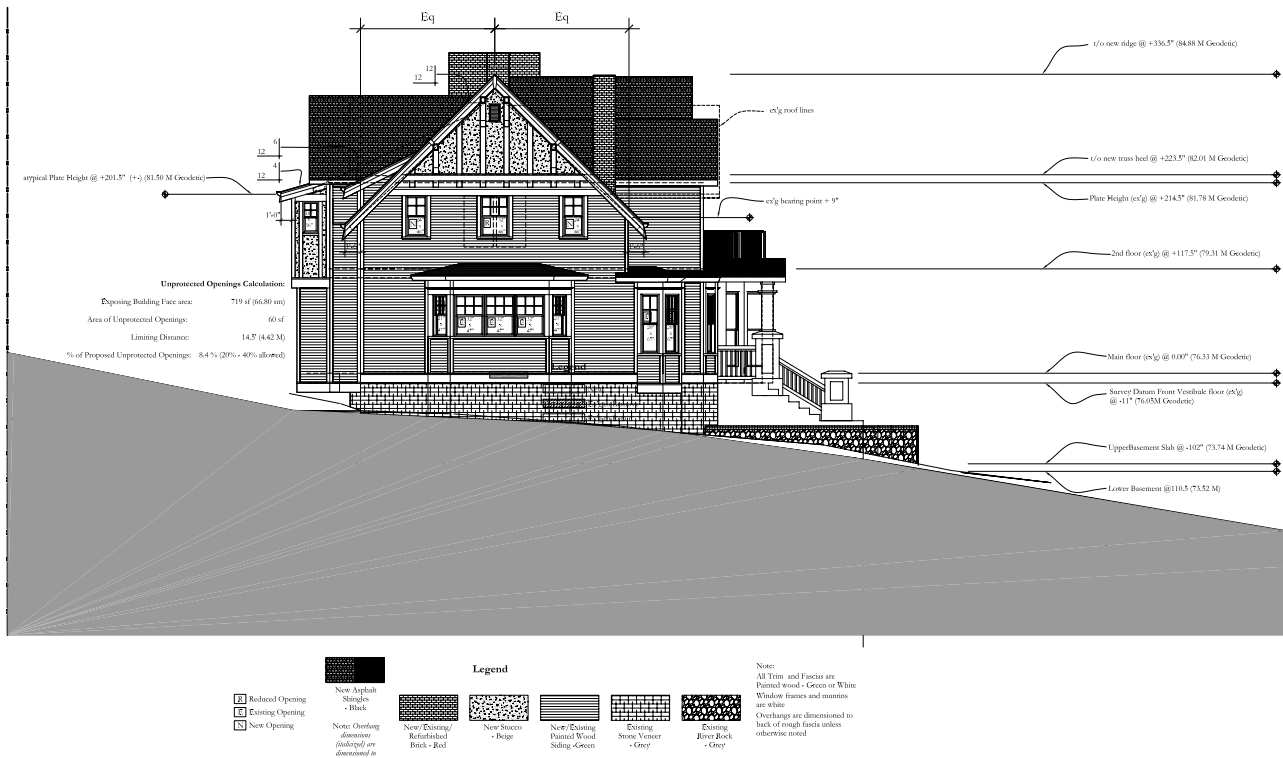 Eq
Eq
t/o new ridge @ +336.5" (84.88 M Geodetic)
12
12
ex'g roof lines
6
12
4
12
t/o new truss heel @ +223.5" (82.01 M Geodetic)
atypical Plate Height @ +201.5" (+-) (81.50 M Geodetic)
Plate Height (ex'g) @ +214.5" (81.78 M Geodetic)
ex'g bearing point + 9"
1'-0"
2nd floor (ex'g) @ +117.5" (79.31 M Geodetic)
Unprotected Openings Calculation:
Exposing Building Face area: 719 sf (66.80 sm)
Area of Unprotected Openings: 60 sf
Limiting Distance: 14.5' (4.42 M)
% of Proposed Unprotected Openings: 8.4 % (20% - 40% allowed)
Main floor (ex'g) @ 0.00" (76.33 M Geodetic)
Legend
Survey Datum Front Vestibule floor (ex'g)
@ -11" (76.05M Geodetic)
UpperBasement Slab @ -102" (73.74 M Geodetic)
Lower Basement @110.5 (73.52 M)
Legend
R Reduced Opening
E Existing Opening
N New Opening
New Asphalt
Shingles
- Black
Note: Overhang
dimensions
(italicized) are
dimensioned to
New/Existing/
Refurbished
Brick - Red
New Stucco
- Beige
New/Existing
Painted Wood
Siding -Green
Existing
Stone Veneer
- Grey
Existing
River Rock
- Grey
Note:
All Trim and Fascias are
Painted wood - Green or White
Window frames and muntins
are white
Overhangs are dimensioned to
back of rough fascia unless
otherwise noted